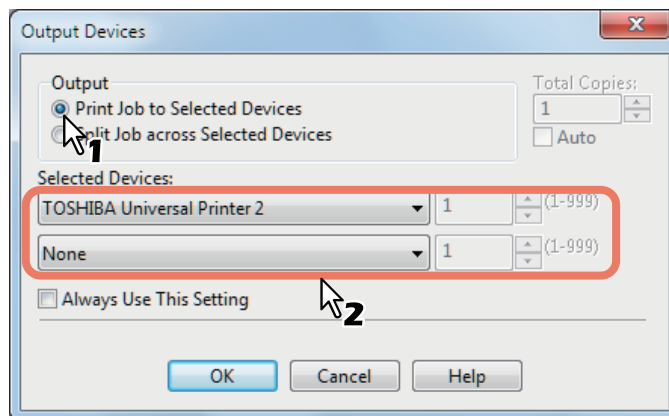 Output Devices
Output
Total Copies:
Print Job to Selected Devices
1
Split Job across Selected Devices
Auto
1
Selected Devices:
TOSHIBA Universal Printer 2
1
(1-999)
None
1
(1-999)
Always Use This Setting
2
OK
Cancel
Help